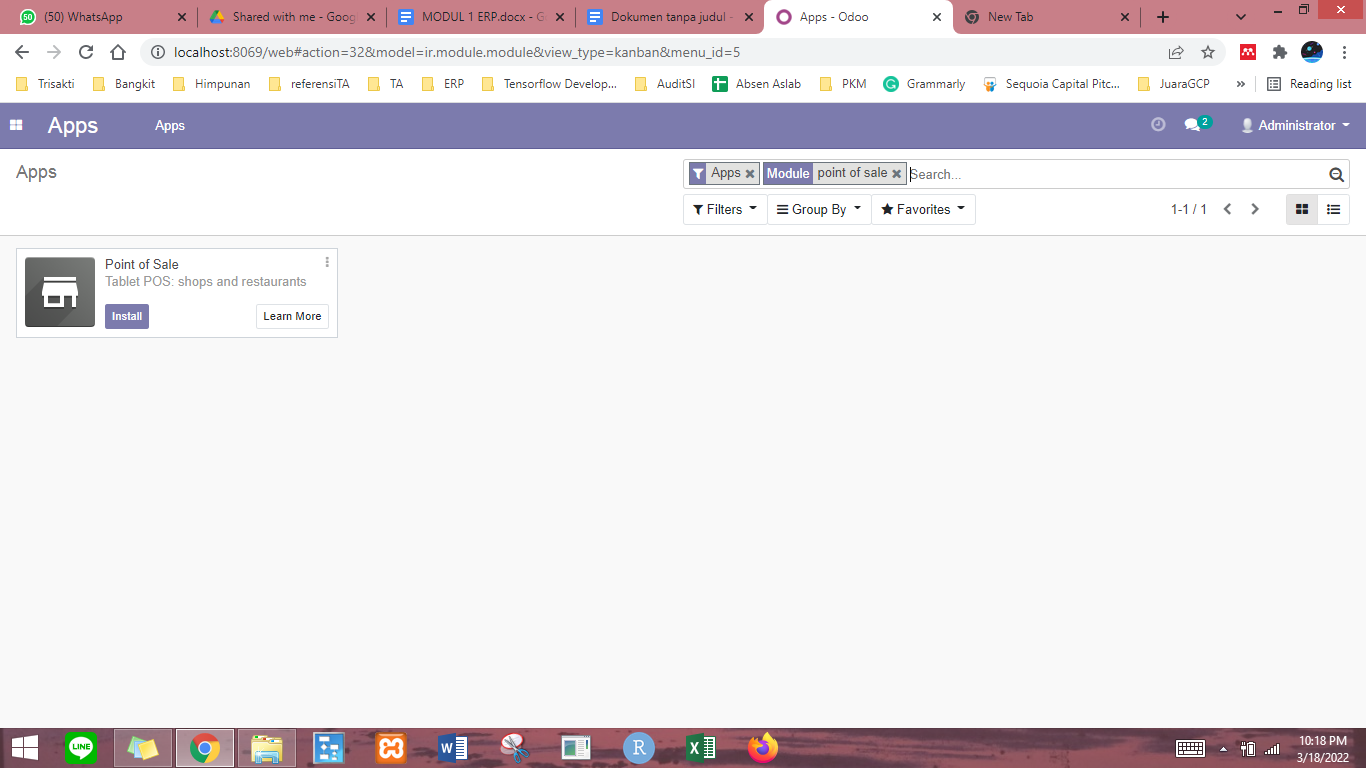 (50) WhatsApp
Shared with me - Goog
MODUL 1 ERP.docx - G
Dokumen tanpa judul -
Apps - Odoo
New Tab
localhost:8069/web#action=32&model=ir.module.module&view_type=kanban&menu_id=5
Trisakti
Bangkit
Himpunan
referensiTA
TA
ERP
Tensorflow Develop...
AuditSI
Absen Aslab
PKM
Grammarly
Sequoia Capital Pitc...
JuaraGCP
»
Reading list
Apps
Apps
2
Administrator
Apps
Apps
Module point of sale
Search...
Filters
Group By
Favorites
1-1 / 1
Point of Sale
Tablet POS: shops and restaurants
Install
Learn More
LINE
10:18 PM
3/18/2022